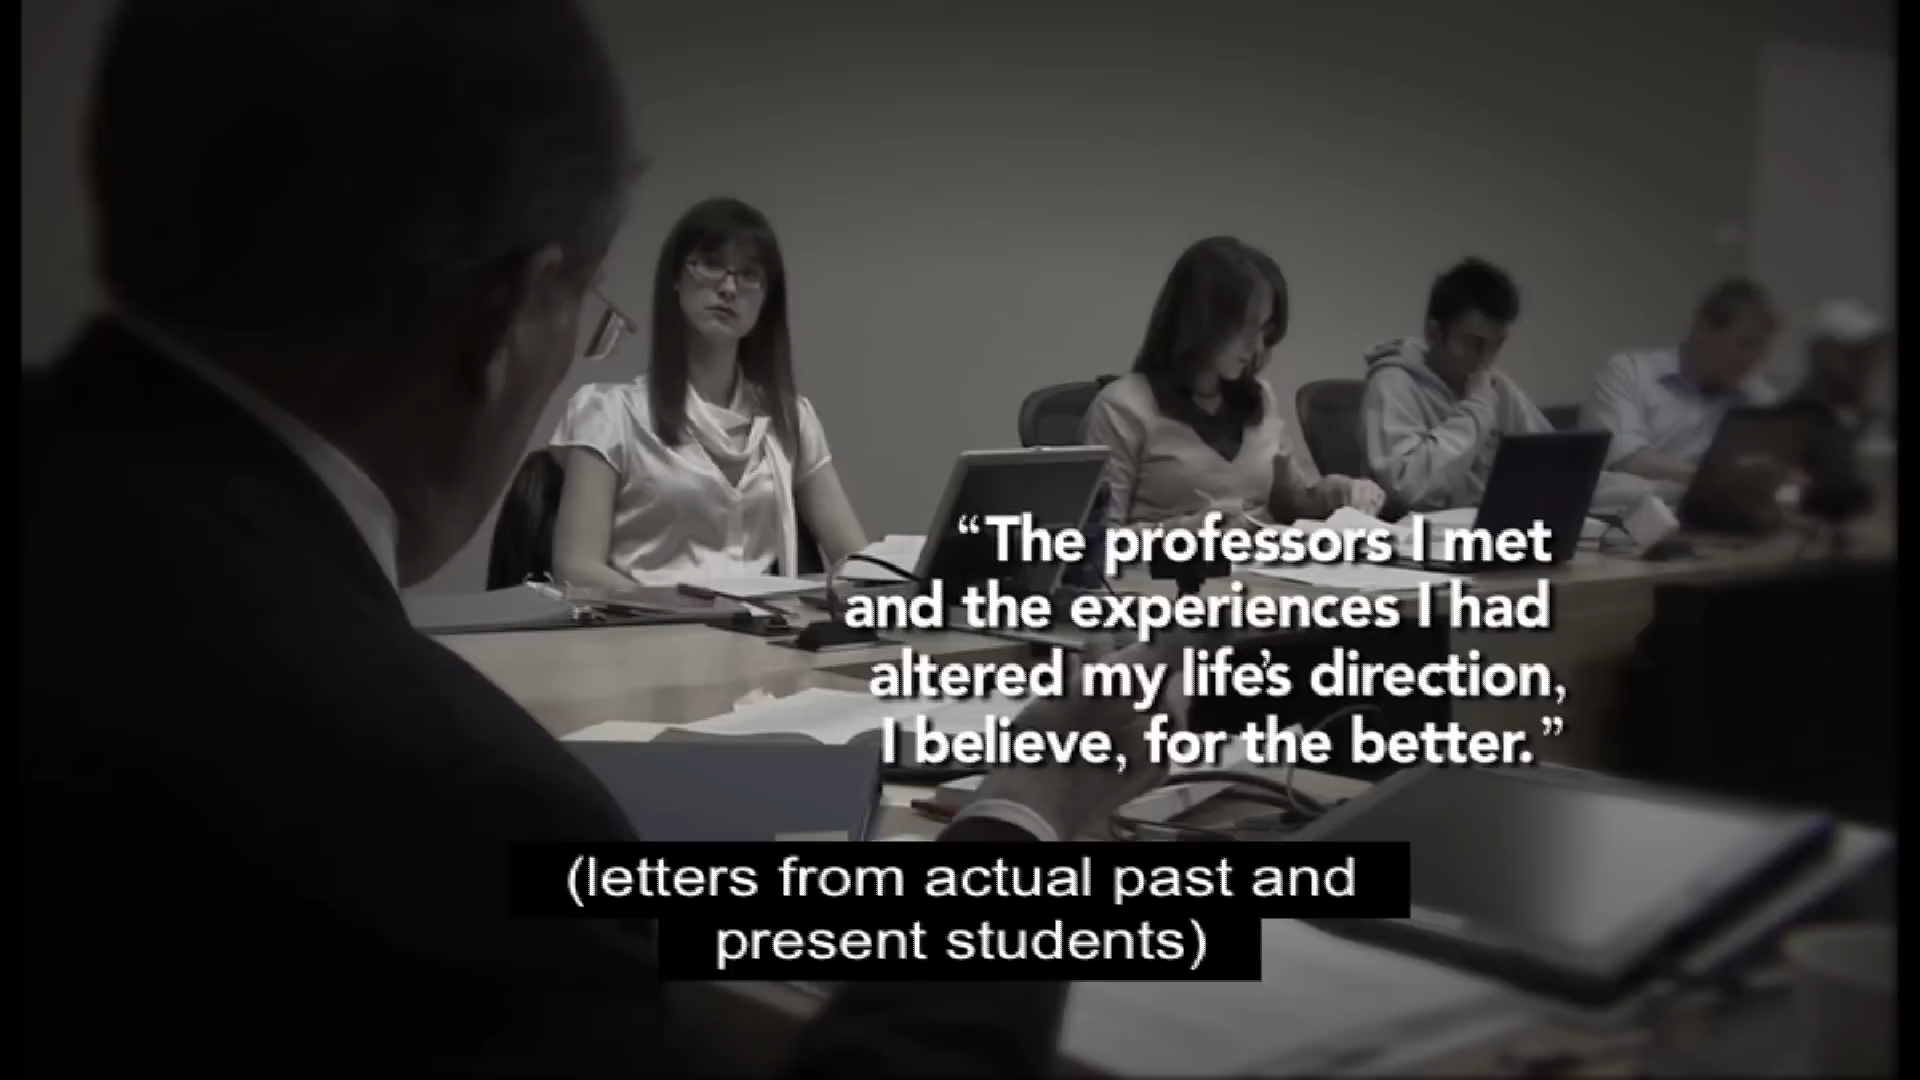 “The professors I met
and the experiences I had
altered my life’s direction,
I believe, for the better.”
(letters from actual past and
present students)